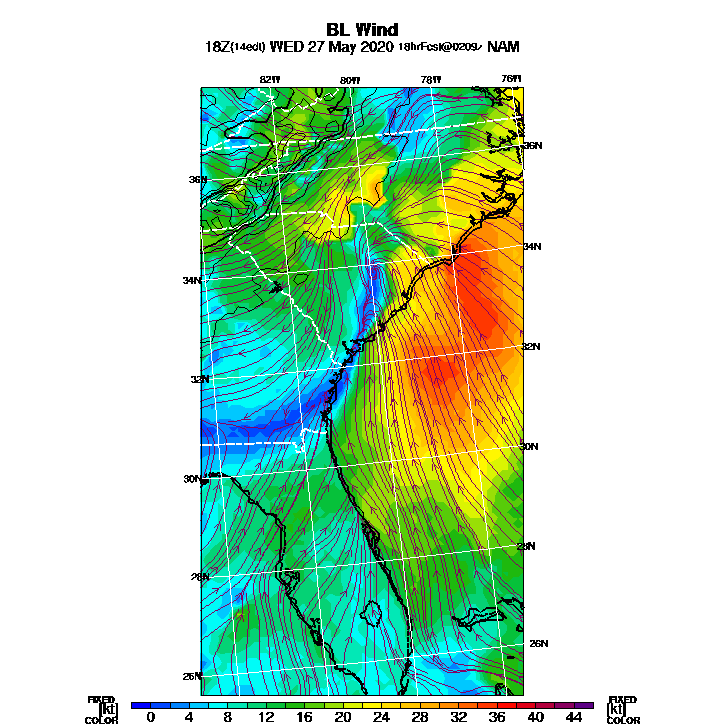 BL Wind
18Z(14edt) WED 27 May 2020 18hrFcst@0209z NAM
82W 80W 78W 76W
36N
36N
34N
34N
32N
32N
30N
30N
28N
28N
26N
26N
FIXED FIXED
[kt] 0 4 8 12 16 20 24 28 32 36 40 44 [kt]
COLOR COLOR